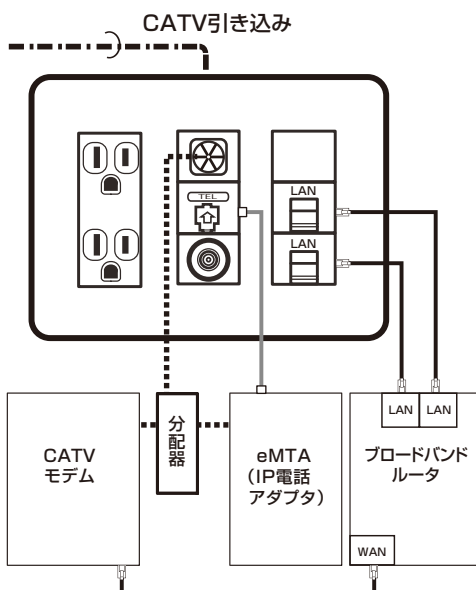 CATV引き込み
LAN
TEL
LAN
LAN
LAN
CATV
モデム
分配器
eMTA
(IP電話
アダプタ)
ブロードバンド
ルータ
WAN